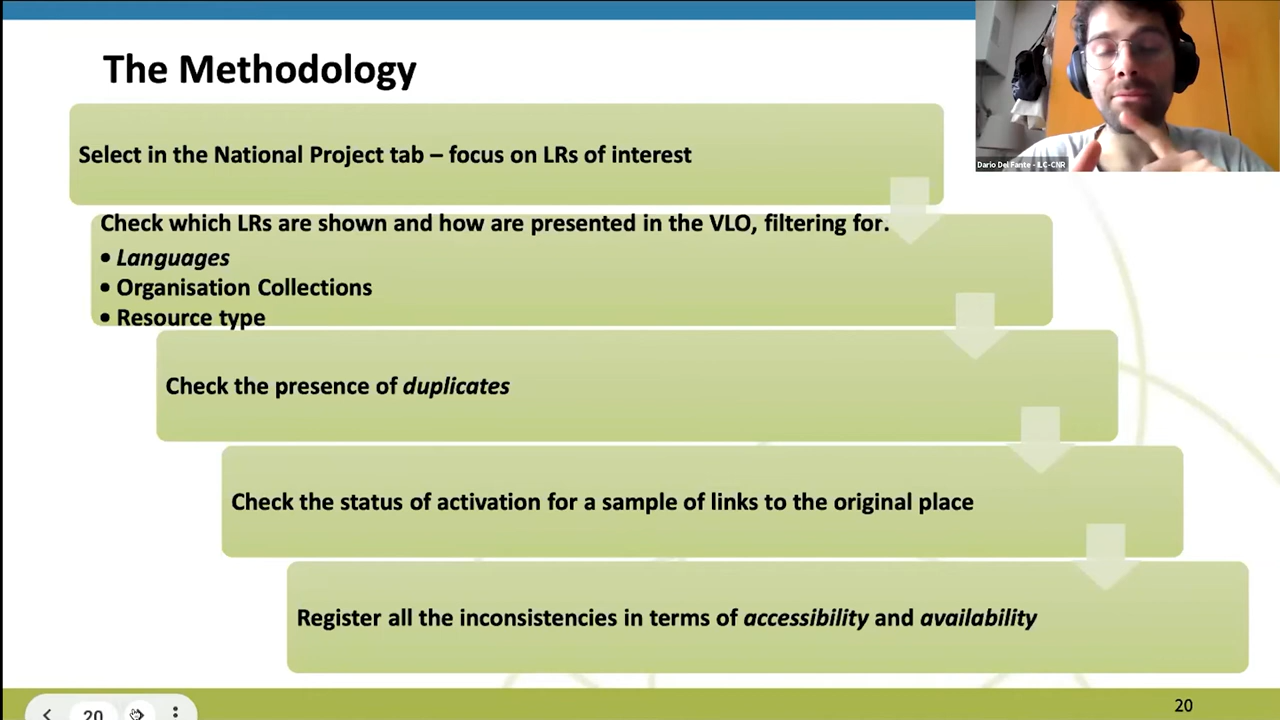 The Methodology
Dario Del Fante - ILC-CNR
Select in the National Project tab – focus on LRs of interest
Check which LRs are shown and how are presented in the VLO, filtering for.
• Languages
• Organisation Collections
• Resource type
Check the presence of duplicates
Check the status of activation for a sample of links to the original place
Register all the inconsistencies in terms of accessibility and availability
20
20